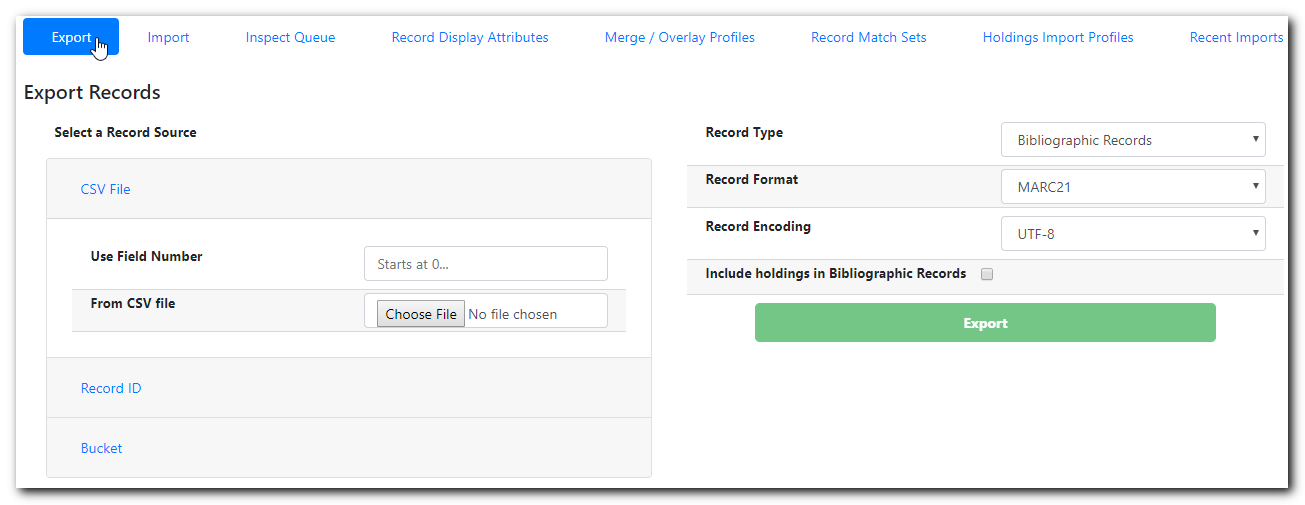 Export Import Inspect Queue Record Display Attributes Merge / Overlay Profiles Record Match Sets Holdings Import Profiles Recent Imports
Export Records
Select a Record Source
CSV File
Use Field Number Starts at 0...
From CSV file Choose File No file chosen
Record ID
Bucket
Record Type Bibliographic Records
Record Format MARC21
Record Encoding UTF-8
Include holdings in Bibliographic Records
Export